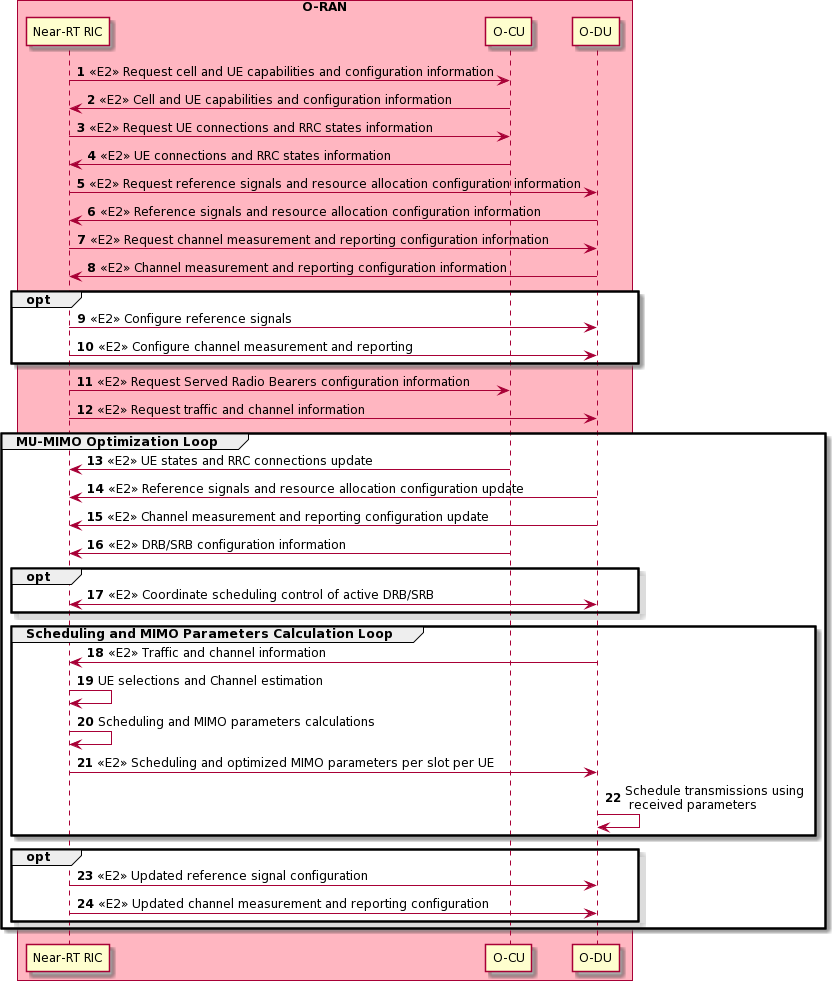 O-RAN
Near-RT RIC
O-CU
O-DU
1 «E2» Request cell and UE capabilities and configuration information
2 «E2» Cell and UE capabilities and configuration information
3 «E2» Request UE connections and RRC states information
4 «E2» UE connections and RRC states information
5 «E2» Request reference signals and resource allocation configuration information
6 «E2» Reference signals and resource allocation configuration information
7 «E2» Request channel measurement and reporting configuration information
8 «E2» Channel measurement and reporting configuration information
opt
9 «E2» Configure reference signals
10 «E2» Configure channel measurement and reporting
11 «E2» Request Served Radio Bearers configuration information
12 «E2» Request traffic and channel information
MU-MIMO Optimization Loop
13 «E2» UE states and RRC connections update
14 «E2» Reference signals and resource allocation configuration update
15 «E2» Channel measurement and reporting configuration update
16 «E2» DRB/SRB configuration information
opt
17 «E2» Coordinate scheduling control of active DRB/SRB
Scheduling and MIMO Parameters Calculation Loop
18 «E2» Traffic and channel information
19 UE selections and Channel estimation
20 Scheduling and MIMO parameters calculations
21 «E2» Scheduling and optimized MIMO parameters per slot per UE
22 Schedule transmissions using
received parameters
opt
23 «E2» Updated reference signal configuration
24 «E2» Updated channel measurement and reporting configuration
Near-RT RIC
O-CU
O-DU